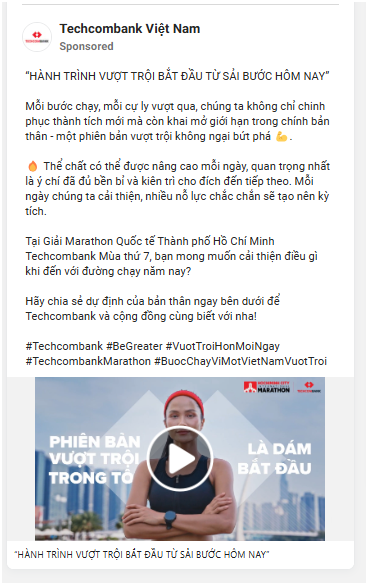 TECHCOMBANK
Techcombank Việt Nam
Sponsored
“HÀNH TRÌNH VƯỢT TRỘI BẮT ĐẦU TỪ SẢI BƯỚC HÔM NAY”
Mỗi bước chạy, mỗi cự ly vượt qua, chúng ta không chỉ chinh
phục thành tích mới mà còn khai mở giới hạn trong chính bản
thân - một phiên bản vượt trội không ngại bứt phá 💪.
🔥 Thể chất có thể được nâng cao mỗi ngày, quan trọng nhất
là ý chí đã đủ bền bỉ và kiên trì cho đích đến tiếp theo. Mỗi
ngày chúng ta cải thiện, nhiều nỗ lực chắc chắn sẽ tạo nên kỳ
tích.
Tại Giải Marathon Quốc tế Thành phố Hồ Chí Minh
Techcombank Mùa thứ 7, bạn mong muốn cải thiện điều gì
khi đến với đường chạy năm nay?
Hãy chia sẻ dự định của bản thân ngay bên dưới để
Techcombank và cộng đồng cùng biết với nha!
#Techcombank #BeGreater #VuotTroiHonMoiNgay
#TechcombankMarathon #BuocChayViMotVietNamVuotTroi
MARATHON
TECHCOMBANK
PHIÊN BẢN
VƯỢT TRỘI
TRONG TÔ
LÀ DÁM
BẮT ĐẦU
“HÀNH TRÌNH VƯỢT TRỘI BẮT ĐẦU TỪ SẢI BƯỚC HÔM NAY”